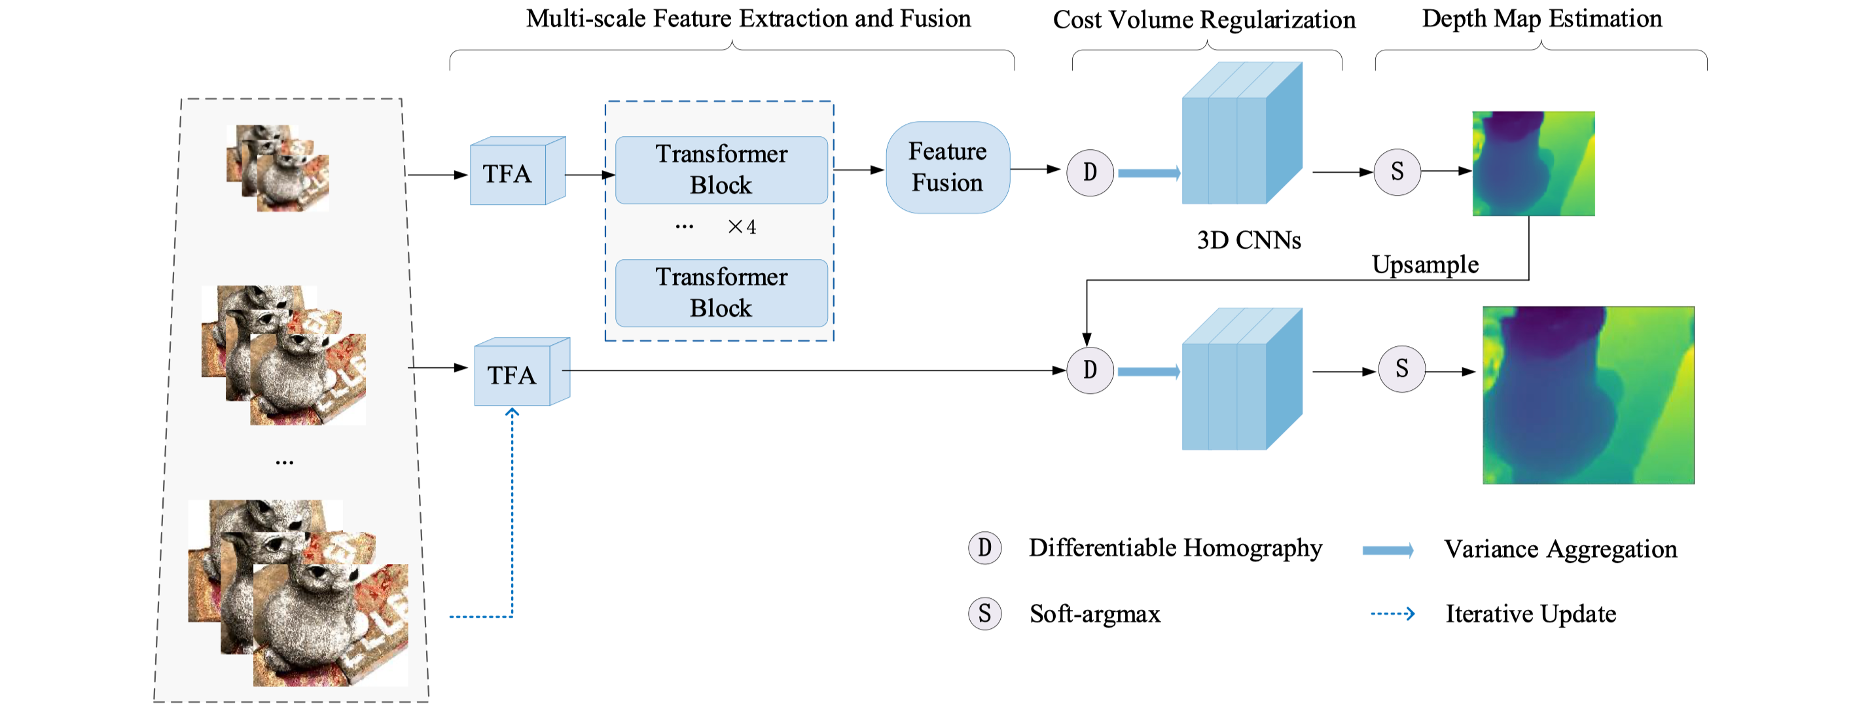 Multi-scale Feature Extraction and Fusion
Cost Volume Regularization
Depth Map Estimation
TFA
Transformer
Block
... ×4
Transformer
Block
Feature
Fusion
D
3D CNNs
S
Upsample
TFA
D
S
...
D Differentiable Homography
Variance Aggregation
S Soft-argmax
Iterative Update